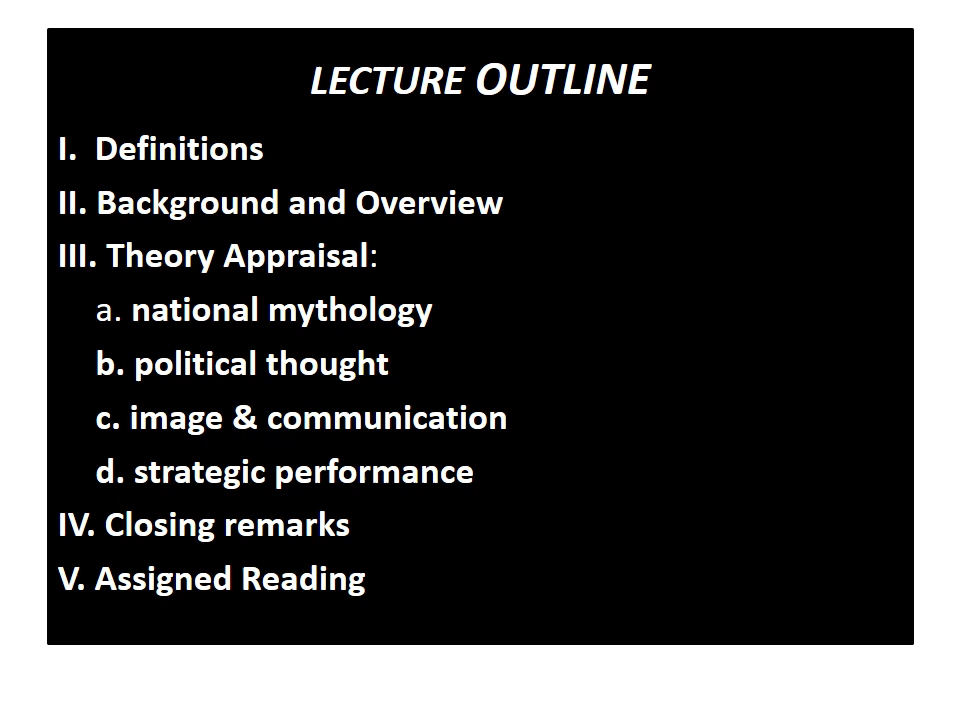 LECTURE OUTLINE
I. Definitions
II. Background and Overview
III. Theory Appraisal:
a. national mythology
b. political thought
c. image & communication
d. strategic performance
IV. Closing remarks
V. Assigned Reading